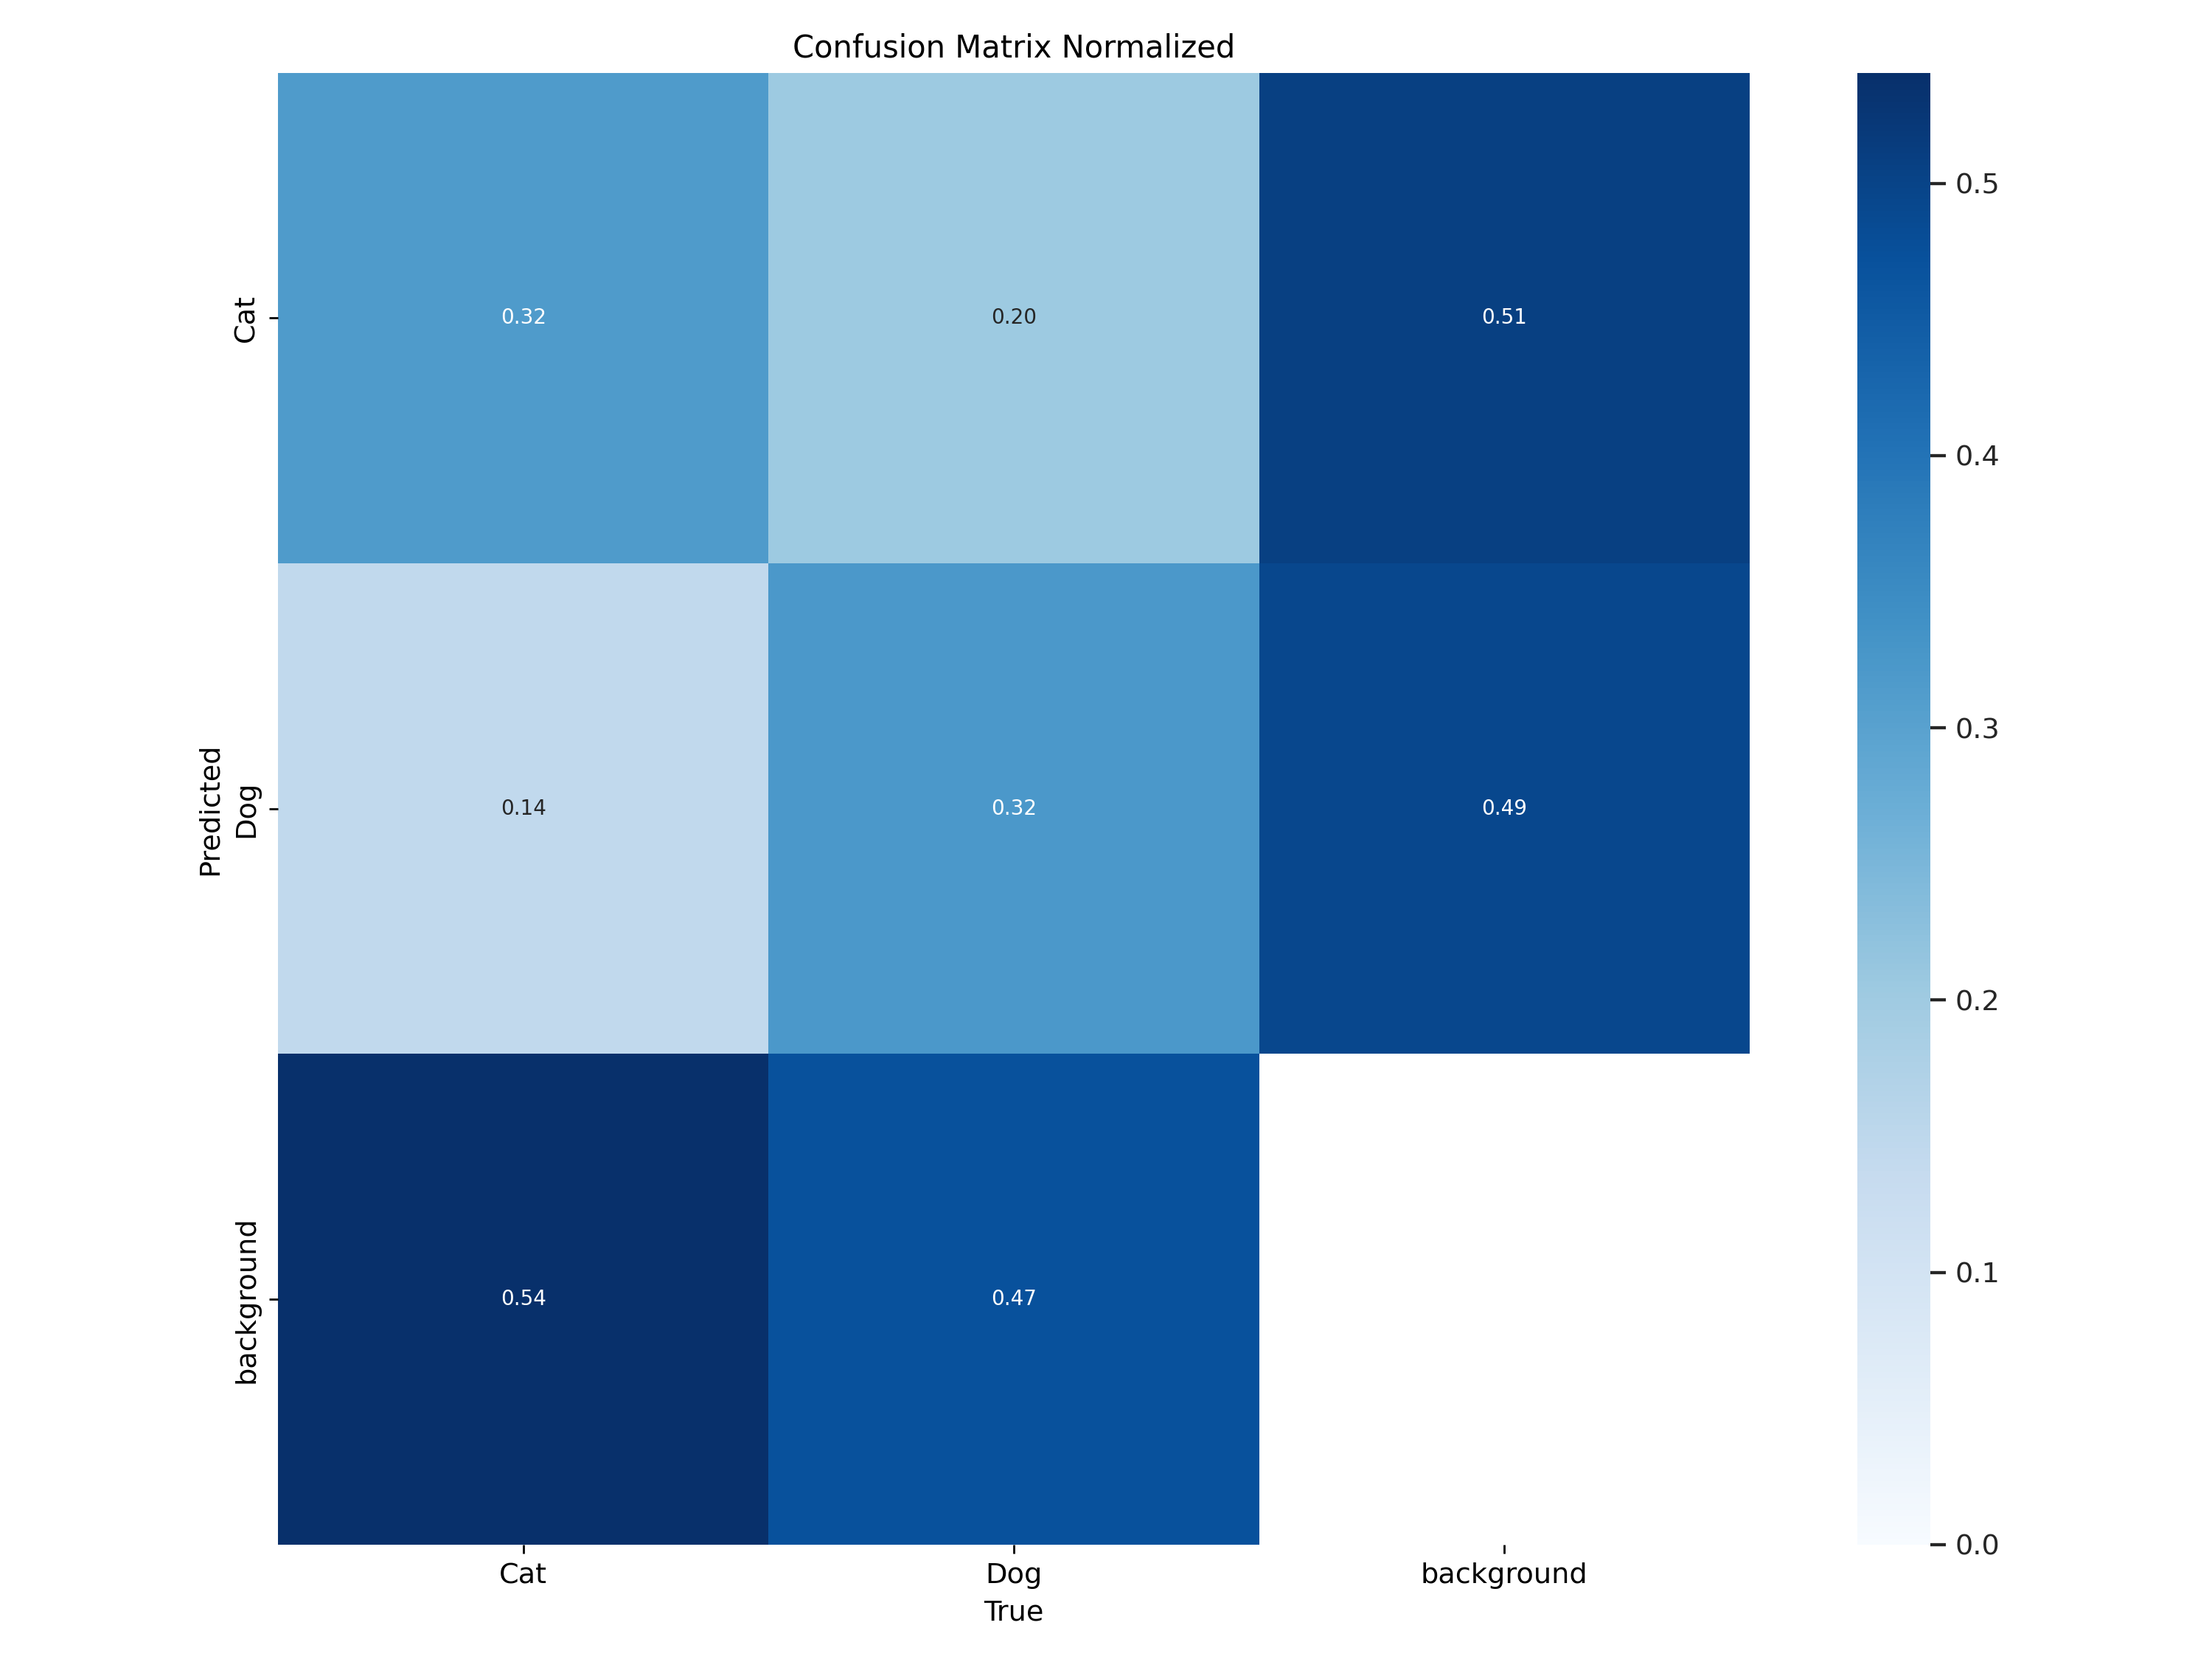 Confusion Matrix Normalized
Cat
0.32
0.20
0.51
Predicted
Dog
0.14
0.32
0.49
background
0.54
0.47
Cat
Dog
background
True
0.5
0.4
0.3
0.2
0.1
0.0